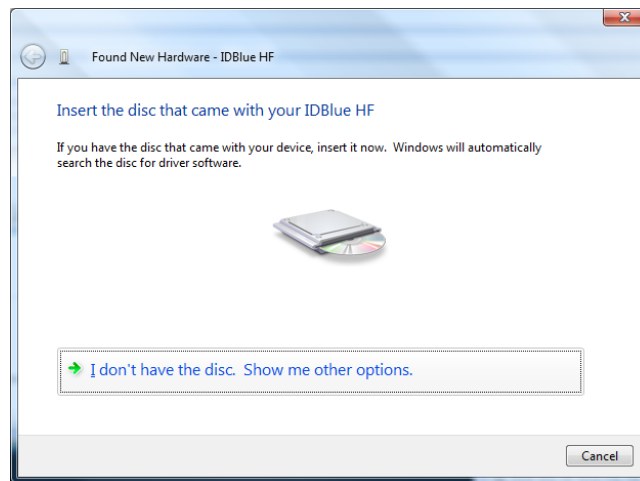 Found New Hardware - IDBlue HF
Insert the disc that came with your IDBlue HF
If you have the disc that came with your device, insert it now.  Windows will automatically
search the disc for driver software.
I don't have the disc.  Show me other options.
Cancel